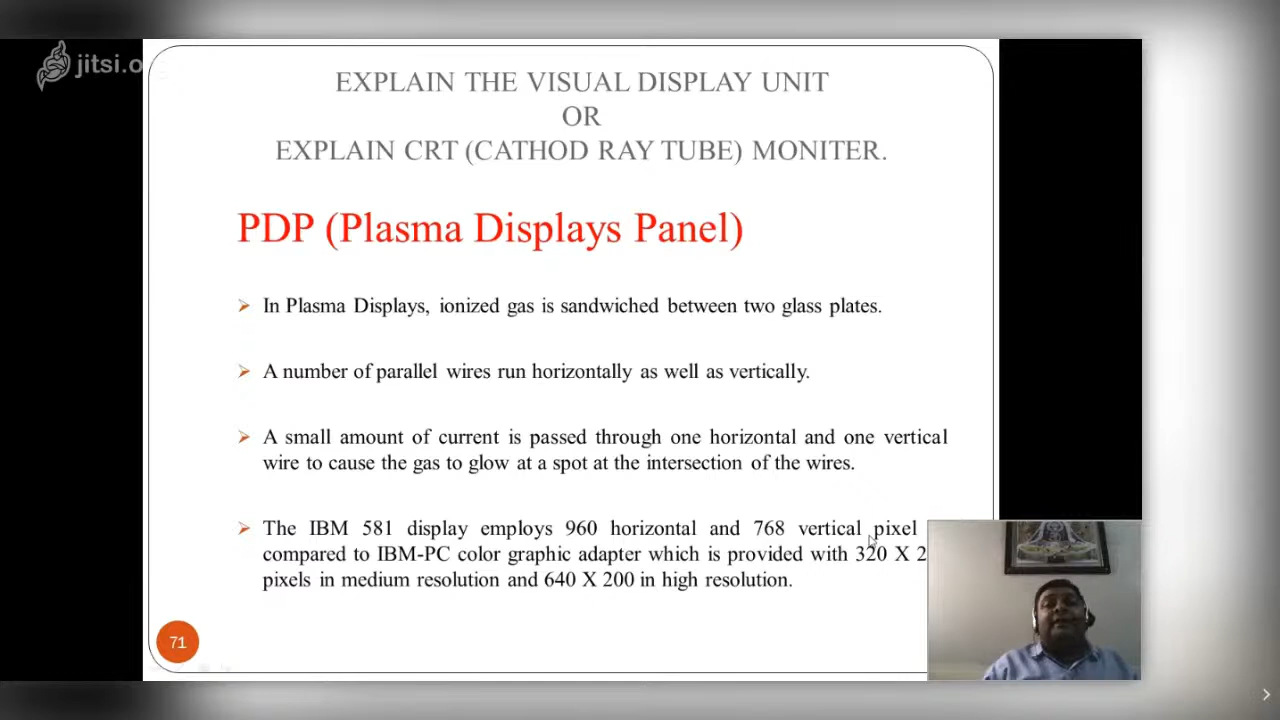 jitsi.o
EXPLAIN THE VISUAL DISPLAY UNIT
OR
EXPLAIN CRT (CATHOD RAY TUBE) MONITER.
PDP (Plasma Displays Panel)
In Plasma Displays, ionized gas is sandwiched between two glass plates.
A number of parallel wires run horizontally as well as vertically.
A small amount of current is passed through one horizontal and one vertical
wire to cause the gas to glow at a spot at the intersection of the wires.
The IBM 581 display employs 960 horizontal and 768 vertical pixel
compared to IBM-PC color graphic adapter which is provided with 320 X 2
pixels in medium resolution and 640 X 200 in high resolution.
71